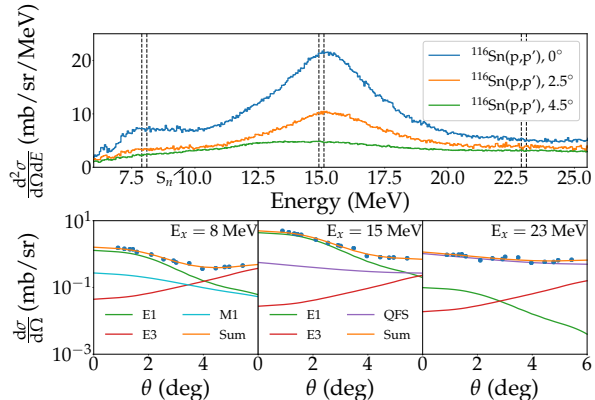 d²σ/dΩdE (mb/sr/MeV)
20
10
0
¹¹⁶Sn(p,p′), 0°
¹¹⁶Sn(p,p′), 2.5°
¹¹⁶Sn(p,p′), 4.5°
7.5 Sₙ 10.0 12.5 15.0 17.5 20.0 22.5 25.0
Energy (MeV)
dσ/dΩ (mb/sr)
10¹
10⁻¹
10⁻³
Eₓ = 8 MeV
E1 M1
E3 Sum
Eₓ = 15 MeV
E1 QFS
E3 Sum
Eₓ = 23 MeV
0 2 4 0 2 4 0 2 4 6
θ (deg) θ (deg) θ (deg)